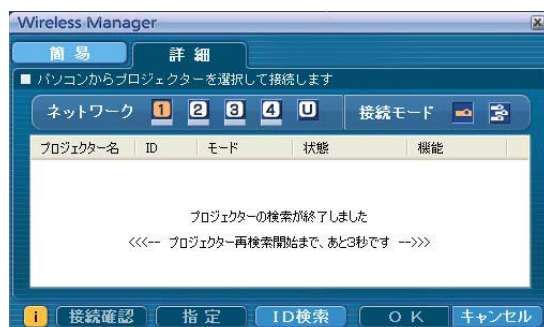 Wireless Manager
簡易 詳細
■ パソコンからプロジェクターを選択して接続します
ネットワーク 1 2 3 4 U 接続モード
プロジェクター名 ID モード 状態 機能
プロジェクターの検索が終了しました
<<<-- プロジェクター再検索開始まで、あと3秒です -->>>
i 接続確認 指定 ID検索 OK キャンセル